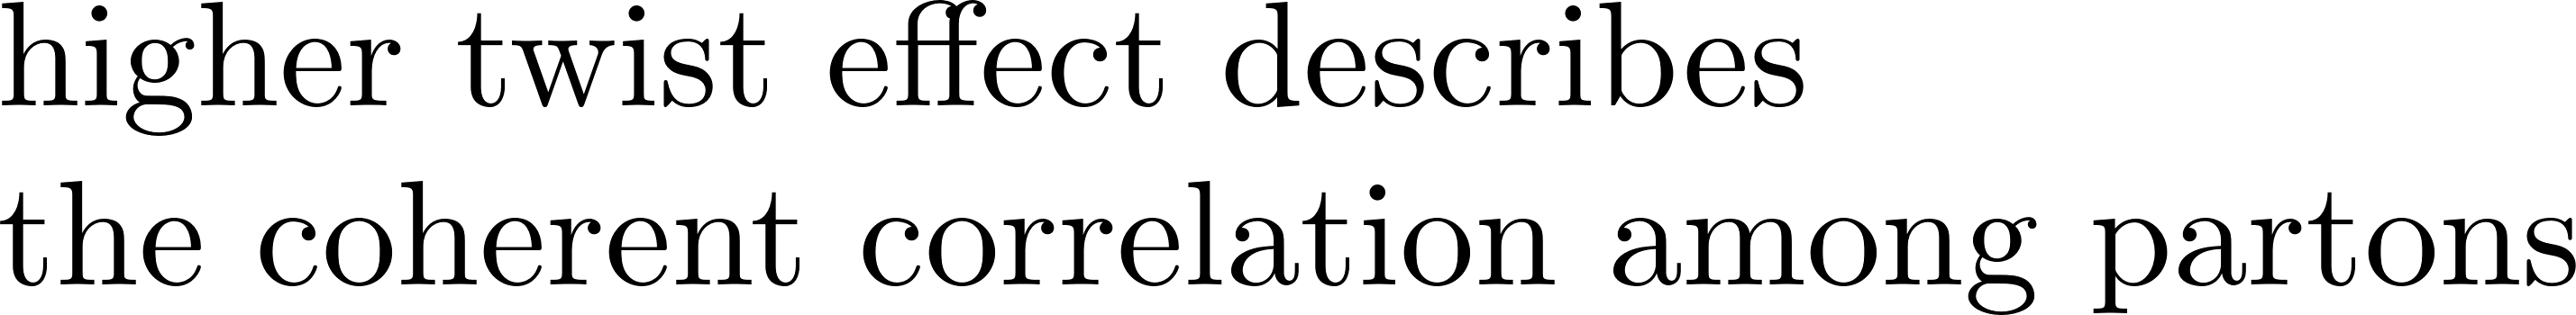 higher twist effect describes
the coherent correlation among partons